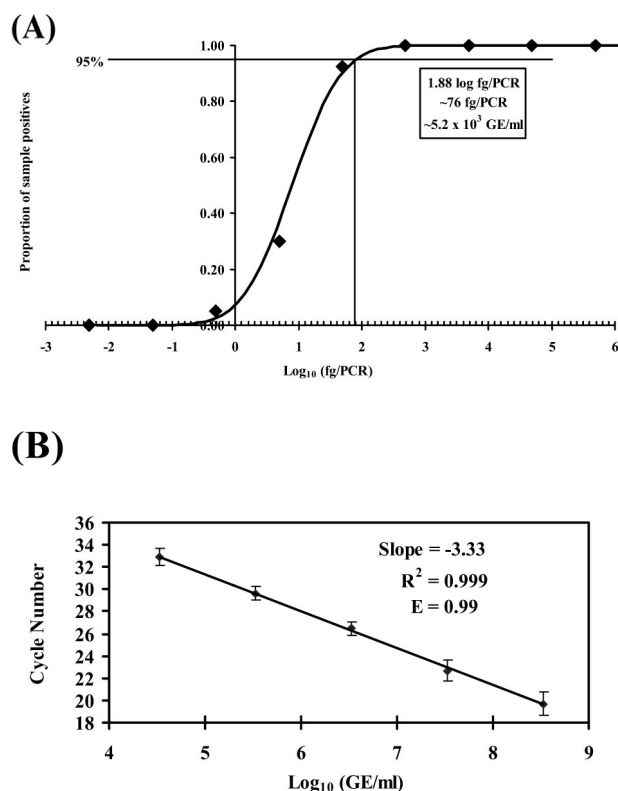 (A)
1.00
95%
1.88 log fg/PCR
~76 fg/PCR
~5.2 x 10³ GE/ml
0.80
0.60
0.40
0.20
0.00
Proportion of sample positives
-3 -2 -1 0 1 2 3 4 5 6
Log₁₀ (fg/PCR)
(B)
36
34
32
30
28
26
24
22
20
18
Cycle Number
Slope = -3.33
R² = 0.999
E = 0.99
4 5 6 7 8 9
Log₁₀ (GE/ml)